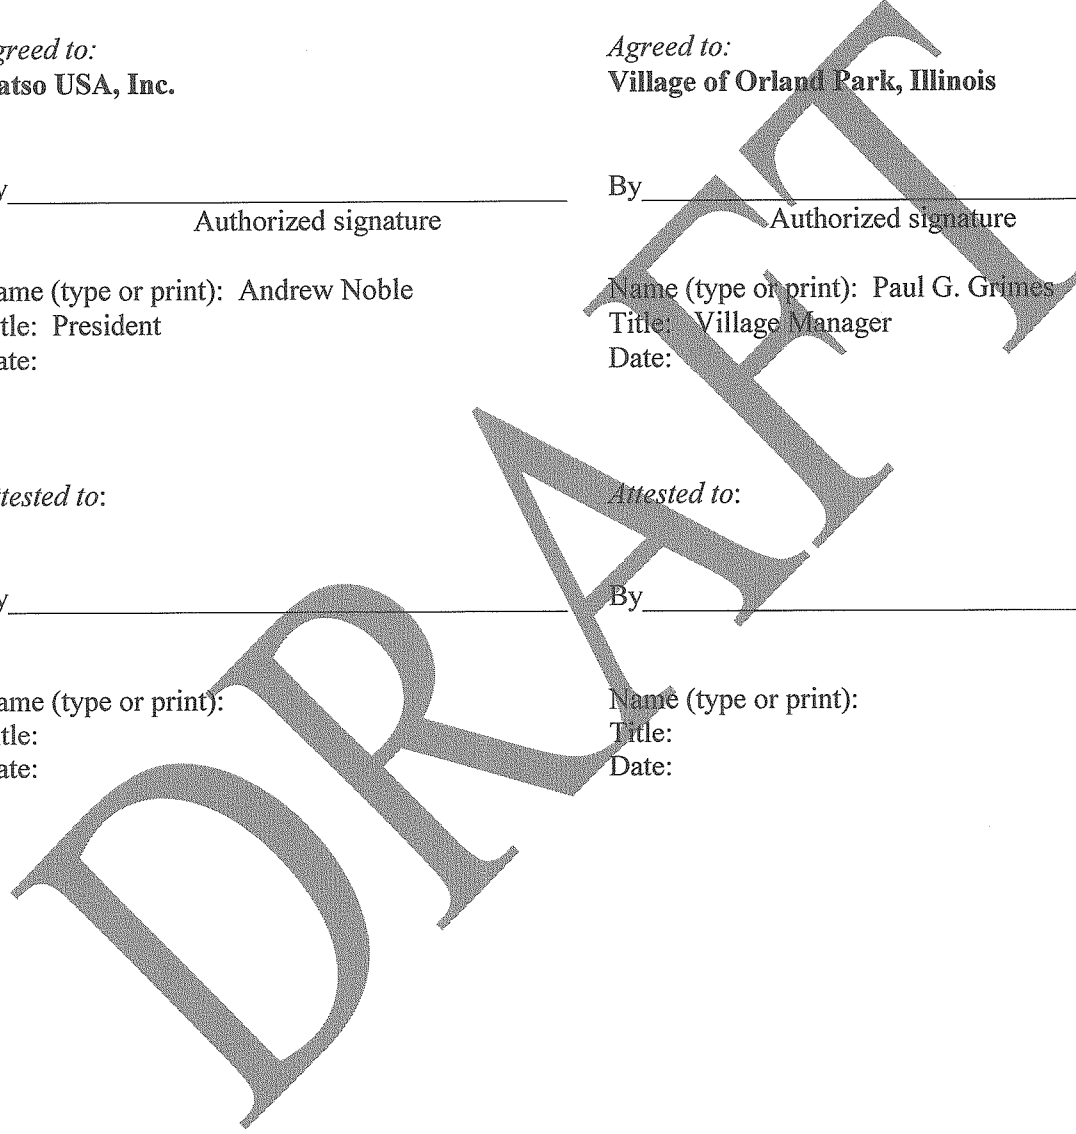 greed to:
atso USA, Inc.
y
Authorized signature
ame (type or print): Andrew Noble
tle: President
ate:
ttested to:
y
ame (type or print):
tle:
ate:
Agreed to:
Village of Orland Park, Illinois
By
Authorized signature
Name (type or print): Paul G. Grimes
Title: Village Manager
Date:
Attested to:
By
Name (type or print):
Title:
Date:
DRAFT